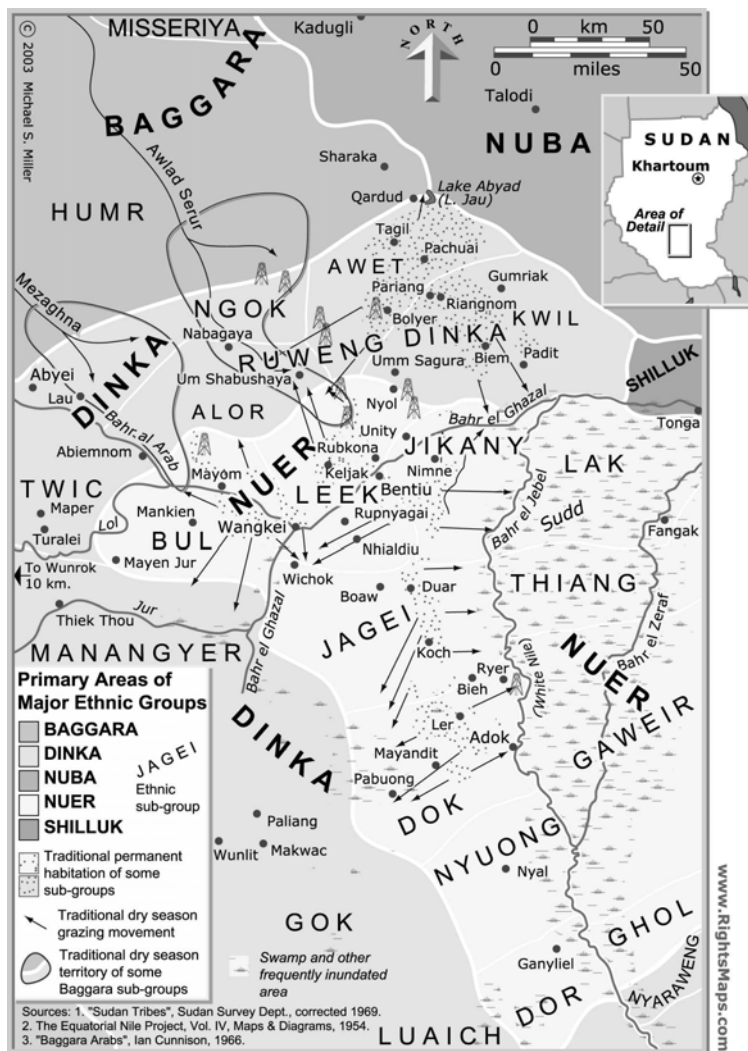 © 2003 Michael S. Miller
MISSERIYA
Kadugli
NORTH
0 km 50
0 miles 50
BAGGARA
Talodi
NUBA
SUDAN
Khartoum
Area of
Detail
Awlad Serur
Sharaka
Qardud
Lake Abyad
(L. Jau)
HUMR
Tagil
Pachuai
AWET
Gumriak
Mezaghna
NGOK
Pariang
Riangnom
Bolyer
KWIL
Nabagaya
RUWENG DINKA
DINKA
Biem
Padit
Abyei
Lau
Um Shabushaya
Umm Sagura
SHILLUK
ALOR
Nyol
Bahr el Ghazal
Tonga
Bahr al Arab
Unity
JIKANY
Abiemnom
NUER
Rubkona
LAK
Mayom
Keljak
Nimne
TWIC
LEEK
Bentiu
Maper
Lol
Mankien
Wangkei
Rupnyagai
Bahr el Jebel
Sudd
Turalei
BUL
Nhialdiu
Fangak
To Wunrok
10 km.
Mayen Jur
Wichok
Boaw
Duar
THIANG
Jur
Thiek Thou
Bahr el Ghazal
JAGEI
Bahr el Zeraf
MANANGYER
Koch
(White Nile)
NUER
Ryer
Bieh
DINKA
Ler
GAWEIR
Adok
Mayandit
Pabuong
DOK
Paliang
Wunlit
Makwac
NYUONG
Nyal
GOK
GHOL
Ganyliel
NYARAWENG
DOR
LUAICH
Primary Areas of
Major Ethnic Groups
BAGGARA
DINKA
NUBA
NUER
SHILLUK
JAGEI
Ethnic
sub-group
Traditional permanent
habitation of some
sub-groups
Traditional dry season
grazing movement
Traditional dry season
territory of some
Baggara sub-groups
Swamp and other
frequently inundated
area
Sources: 1. "Sudan Tribes", Sudan Survey Dept., corrected 1969.
2. The Equatorial Nile Project, Vol. IV, Maps & Diagrams, 1954.
3. "Baggara Arabs", Ian Cunnison, 1966.
www.RightsMaps.com